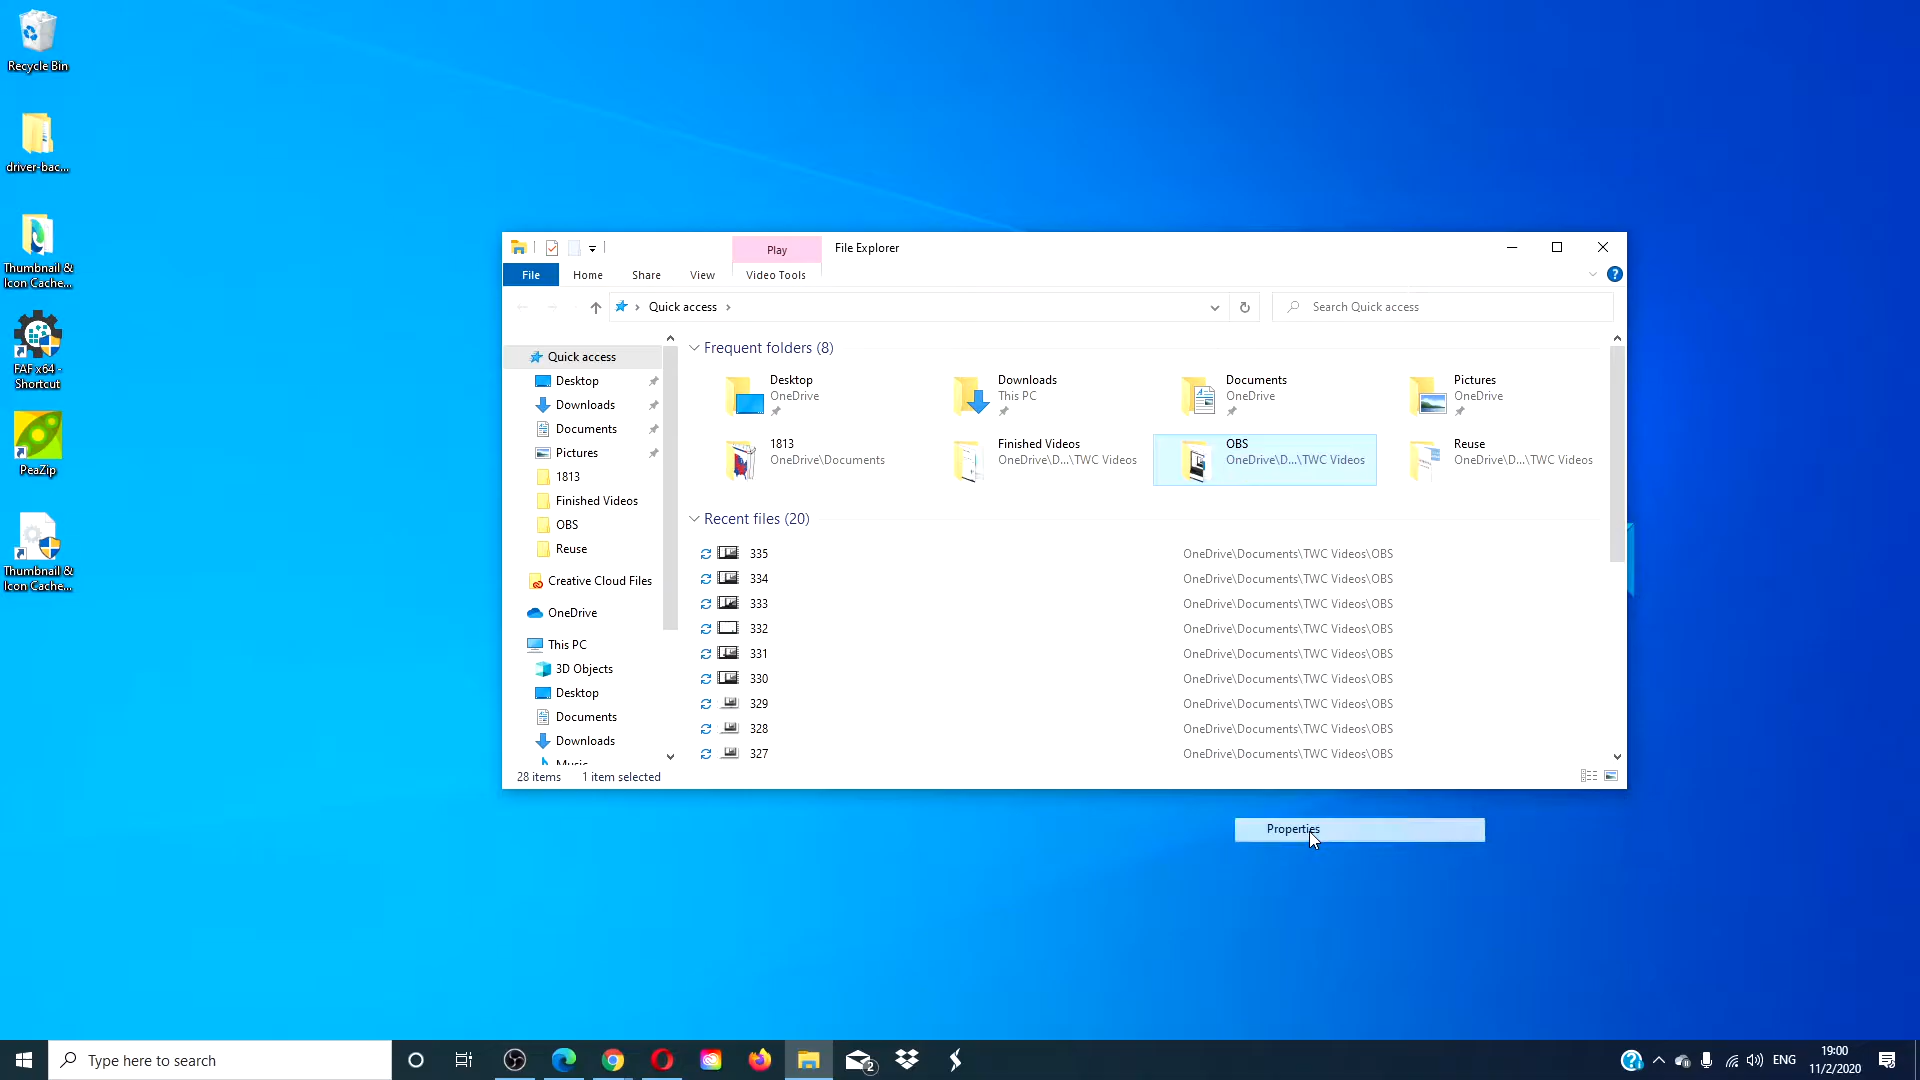 Recycle Bin
driver-bac...
Thumbnail &
Icon Cache...
FAF x64 -
Shortcut
PeaZip
Thumbnail &
Icon Cache...
Play
File Explorer
File
Home
Share
View
Video Tools
?
Quick access
Search Quick access
Quick access
Desktop
Downloads
Documents
Pictures
1813
Finished Videos
OBS
Reuse
Creative Cloud Files
OneDrive
This PC
3D Objects
Desktop
Documents
Downloads
Music
Frequent folders (8)
Desktop
OneDrive
Downloads
This PC
Documents
OneDrive
Pictures
OneDrive
1813
OneDrive\Documents
Finished Videos
OneDrive\D...\TWC Videos
OBS
OneDrive\D...\TWC Videos
Reuse
OneDrive\D...\TWC Videos
Recent files (20)
335 OneDrive\Documents\TWC Videos\OBS
334 OneDrive\Documents\TWC Videos\OBS
333 OneDrive\Documents\TWC Videos\OBS
332 OneDrive\Documents\TWC Videos\OBS
331 OneDrive\Documents\TWC Videos\OBS
330 OneDrive\Documents\TWC Videos\OBS
329 OneDrive\Documents\TWC Videos\OBS
328 OneDrive\Documents\TWC Videos\OBS
327 OneDrive\Documents\TWC Videos\OBS
28 items 1 item selected
Properties
Type here to search
2
?
ENG
19:00
11/2/2020